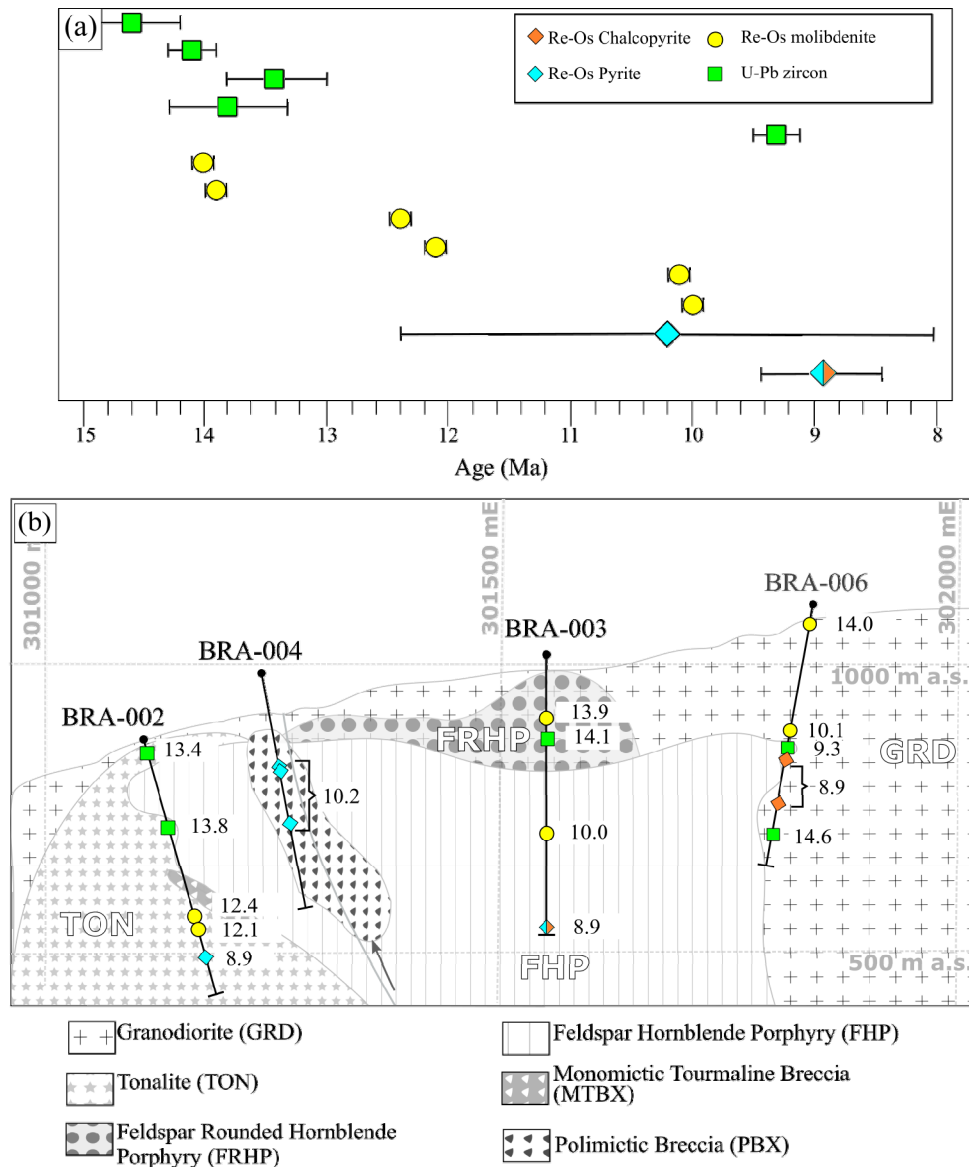 (a)
Re-Os Chalcopyrite
Re-Os molibdenite
Re-Os Pyrite
U-Pb zircon
15 14 13 12 11 10 9 8
Age (Ma)
(b)
301000 m
301500 mE
302000 mE
BRA-006
14.0
BRA-003
BRA-004
1000 m a.s.
BRA-002
13.9
13.4
FRHP
14.1
10.1
9.3
GRD
10.2
8.9
13.8
10.0
14.6
12.4
TON
12.1
8.9
8.9
FHP
500 m a.s.
Granodiorite (GRD)
Feldspar Hornblende Porphyry (FHP)
Tonalite (TON)
Monomictic Tourmaline Breccia
(MTBX)
Feldspar Rounded Hornblende
Porphyry (FRHP)
Polimictic Breccia (PBX)